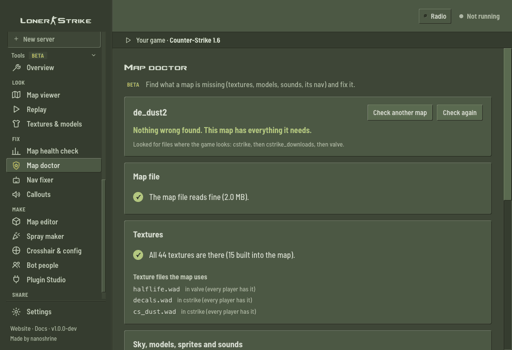 LonerStrike
+ New server
Tools BETA
Overview
LOOK
Map viewer
Replay
Textures & models
FIX
Map health check
Map doctor
Nav fixer
Callouts
MAKE
Map editor
Spray maker
Crosshair & config
Bot people
Plugin Studio
SHARE
Settings
Website · Docs · v1.0.0-dev
Made by nanoshrine
Radio
Not running
Your game · Counter-Strike 1.6
Map doctor
BETA Find what a map is missing (textures, models, sounds, its nav) and fix it.
de_dust2
Check another map
Check again
Nothing wrong found. This map has everything it needs.
Looked for files where the game looks: cstrike, then cstrike_downloads, then valve.
Map file
The map file reads fine (2.0 MB).
Textures
All 44 textures are there (15 built into the map).
Texture files the map uses
halflife.wad in valve (every player has it)
decals.wad in cstrike (every player has it)
cs_dust.wad in cstrike (every player has it)
Sky, models, sprites and sounds